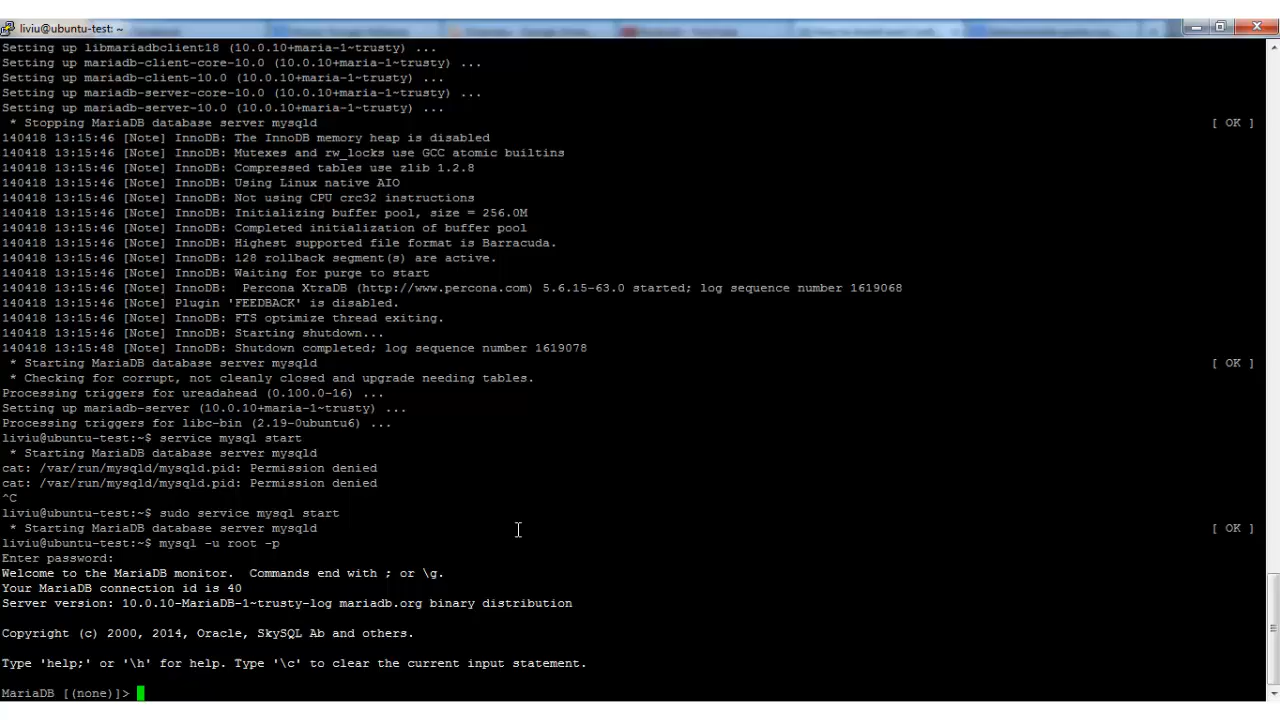 liviu@ubuntu-test: ~
Setting up libmariadbclient18 (10.0.10+maria-1~trusty) ...
Setting up mariadb-client-core-10.0 (10.0.10+maria-1~trusty) ...
Setting up mariadb-client-10.0 (10.0.10+maria-1~trusty) ...
Setting up mariadb-server-core-10.0 (10.0.10+maria-1~trusty) ...
Setting up mariadb-server-10.0 (10.0.10+maria-1~trusty) ...
 * Stopping MariaDB database server mysqld [ OK ]
140418 13:15:46 [Note] InnoDB: The InnoDB memory heap is disabled
140418 13:15:46 [Note] InnoDB: Mutexes and rw_locks use GCC atomic builtins
140418 13:15:46 [Note] InnoDB: Compressed tables use zlib 1.2.8
140418 13:15:46 [Note] InnoDB: Using Linux native AIO
140418 13:15:46 [Note] InnoDB: Not using CPU crc32 instructions
140418 13:15:46 [Note] InnoDB: Initializing buffer pool, size = 256.0M
140418 13:15:46 [Note] InnoDB: Completed initialization of buffer pool
140418 13:15:46 [Note] InnoDB: Highest supported file format is Barracuda.
140418 13:15:46 [Note] InnoDB: 128 rollback segment(s) are active.
140418 13:15:46 [Note] InnoDB: Waiting for purge to start
140418 13:15:46 [Note] InnoDB:  Percona XtraDB (http://www.percona.com) 5.6.15-63.0 started; log sequence number 1619068
140418 13:15:46 [Note] Plugin 'FEEDBACK' is disabled.
140418 13:15:46 [Note] InnoDB: FTS optimize thread exiting.
140418 13:15:46 [Note] InnoDB: Starting shutdown...
140418 13:15:48 [Note] InnoDB: Shutdown completed; log sequence number 1619078
 * Starting MariaDB database server mysqld [ OK ]
 * Checking for corrupt, not cleanly closed and upgrade needing tables.
Processing triggers for ureadahead (0.100.0-16) ...
Setting up mariadb-server (10.0.10+maria-1~trusty) ...
Processing triggers for libc-bin (2.19-0ubuntu6) ...
liviu@ubuntu-test:~$ service mysql start
 * Starting MariaDB database server mysqld
cat: /var/run/mysqld/mysqld.pid: Permission denied
cat: /var/run/mysqld/mysqld.pid: Permission denied
^C
liviu@ubuntu-test:~$ sudo service mysql start
 * Starting MariaDB database server mysqld [ OK ]
liviu@ubuntu-test:~$ mysql -u root -p
Enter password:
Welcome to the MariaDB monitor.  Commands end with ; or \g.
Your MariaDB connection id is 40
Server version: 10.0.10-MariaDB-1~trusty-log mariadb.org binary distribution
Copyright (c) 2000, 2014, Oracle, SkySQL Ab and others.
Type 'help;' or '\h' for help. Type '\c' to clear the current input statement.
MariaDB [(none)]>